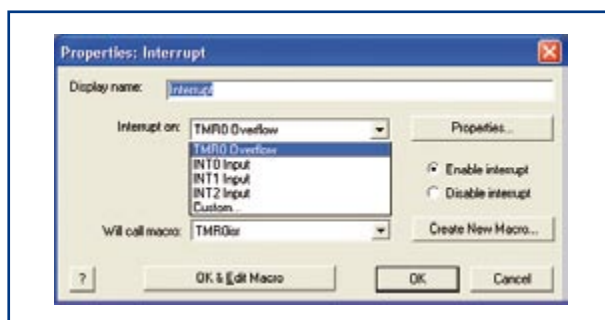 Properties: Interrupt
Display name: Interrupt
Interrupt on: TMR0 Overflow Properties...
TMR0 Overflow
INT0 Input
INT1 Input
INT2 Input
Custom...
Enable interrupt
Disable interrupt
Will call macro: TMR0isr Create New Macro...
? OK & Edit Macro OK Cancel